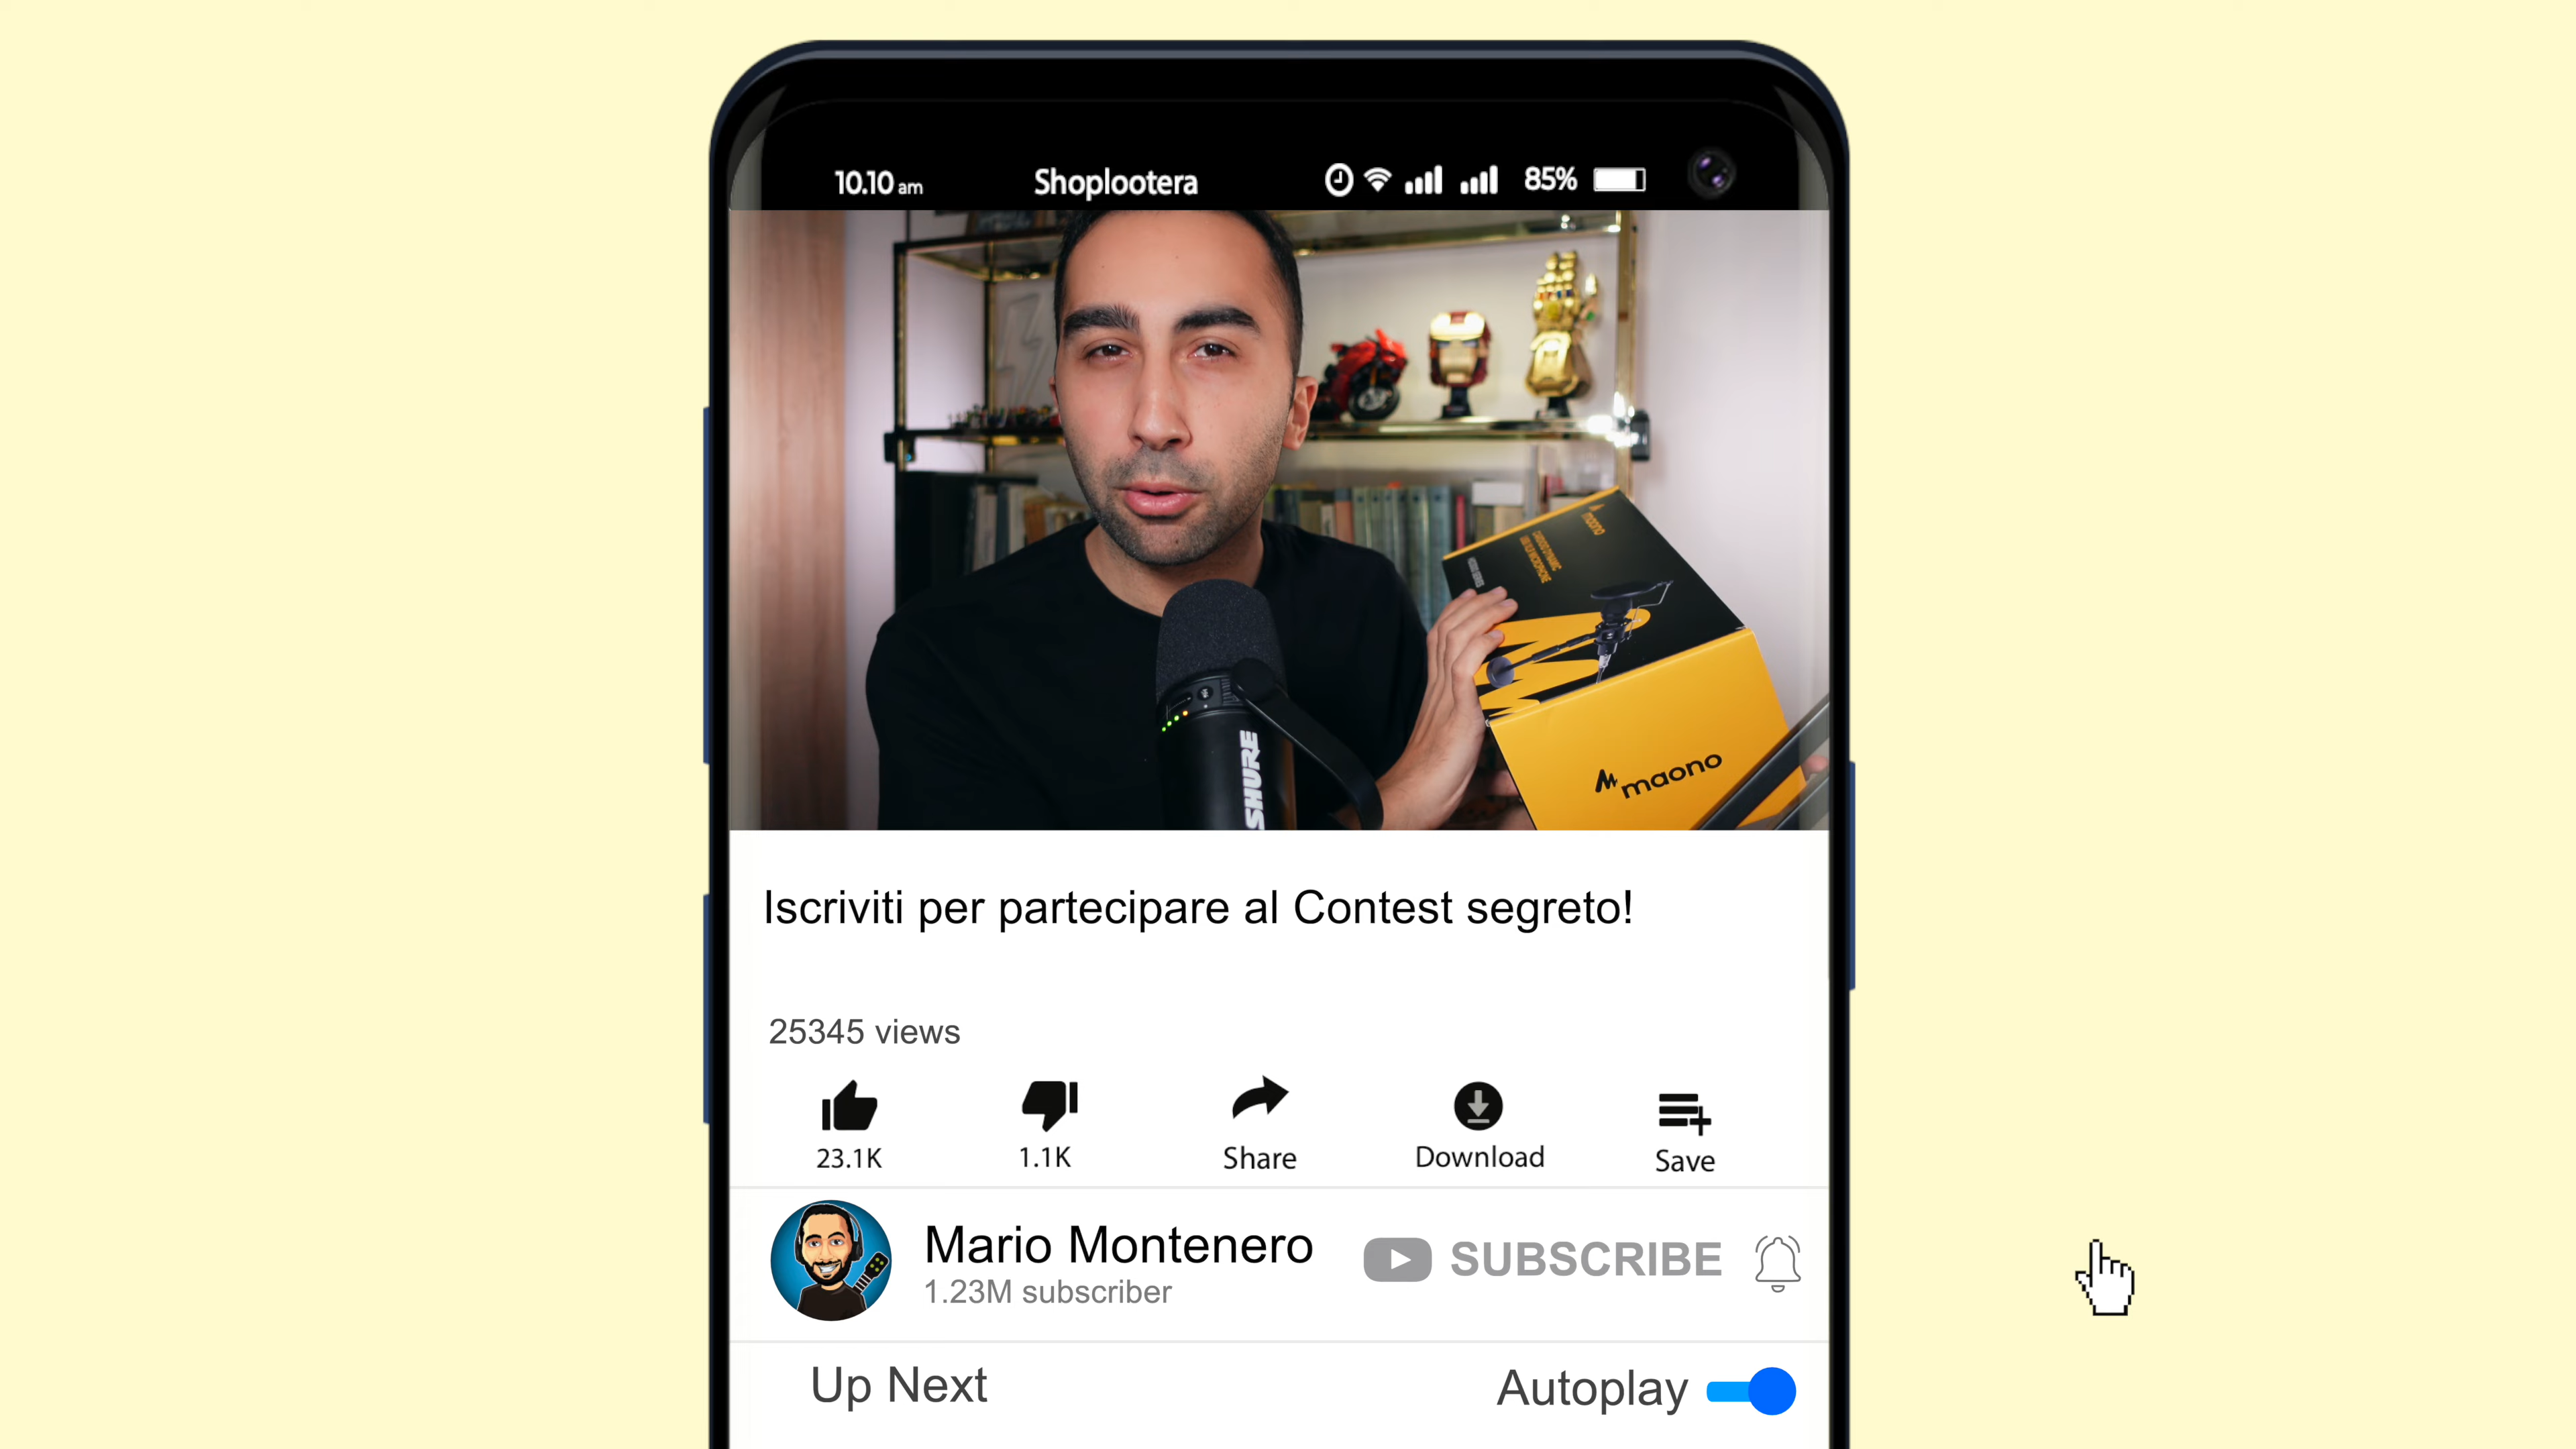 10.10 am Shoplootera 85%
maono
SHURE
maono
Iscriviti per partecipare al Contest segreto!
25345 views
23.1K 1.1K Share Download Save
Mario Montenero SUBSCRIBE
1.23M subscriber
Up Next Autoplay